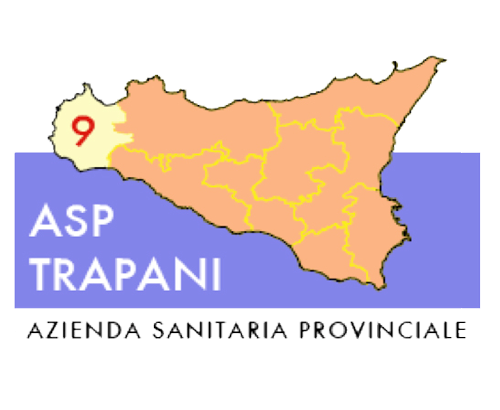 9
ASP
TRAPANI
AZIENDA SANITARIA PROVINCIALE